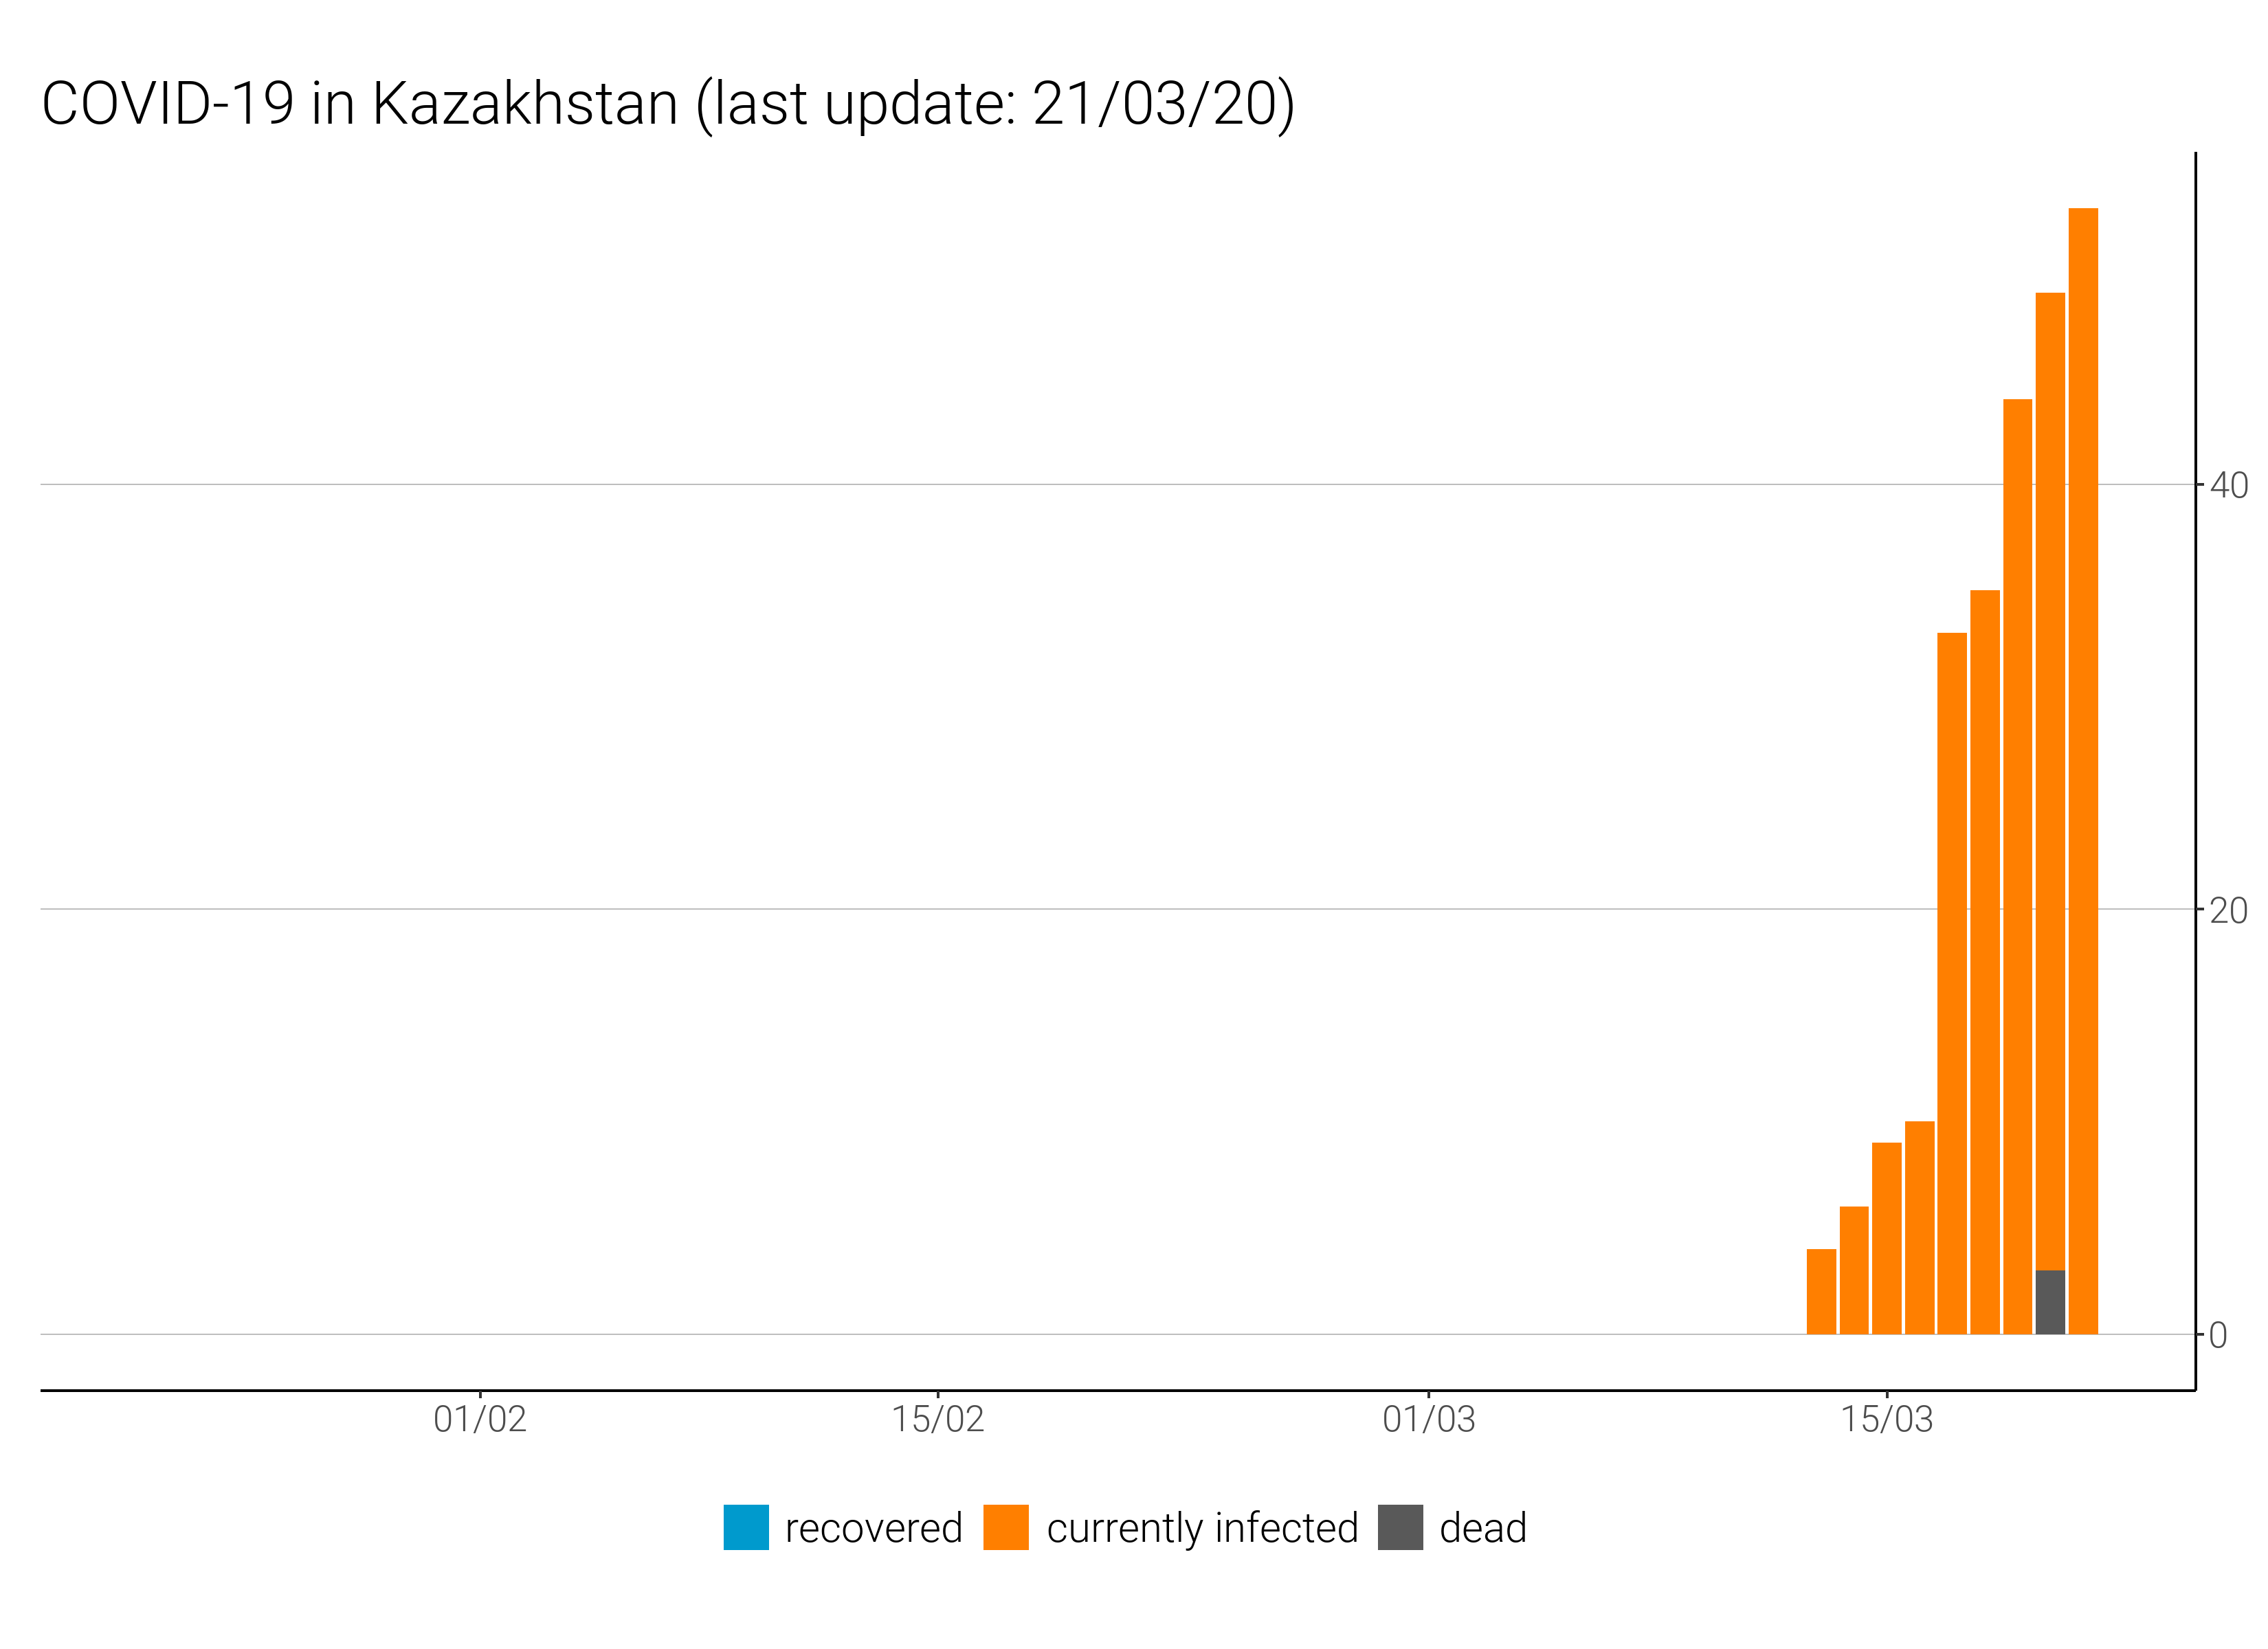 COVID-19 in Kazakhstan (last update: 21/03/20)
40
20
0
01/02 15/02 01/03 15/03
recovered currently infected dead